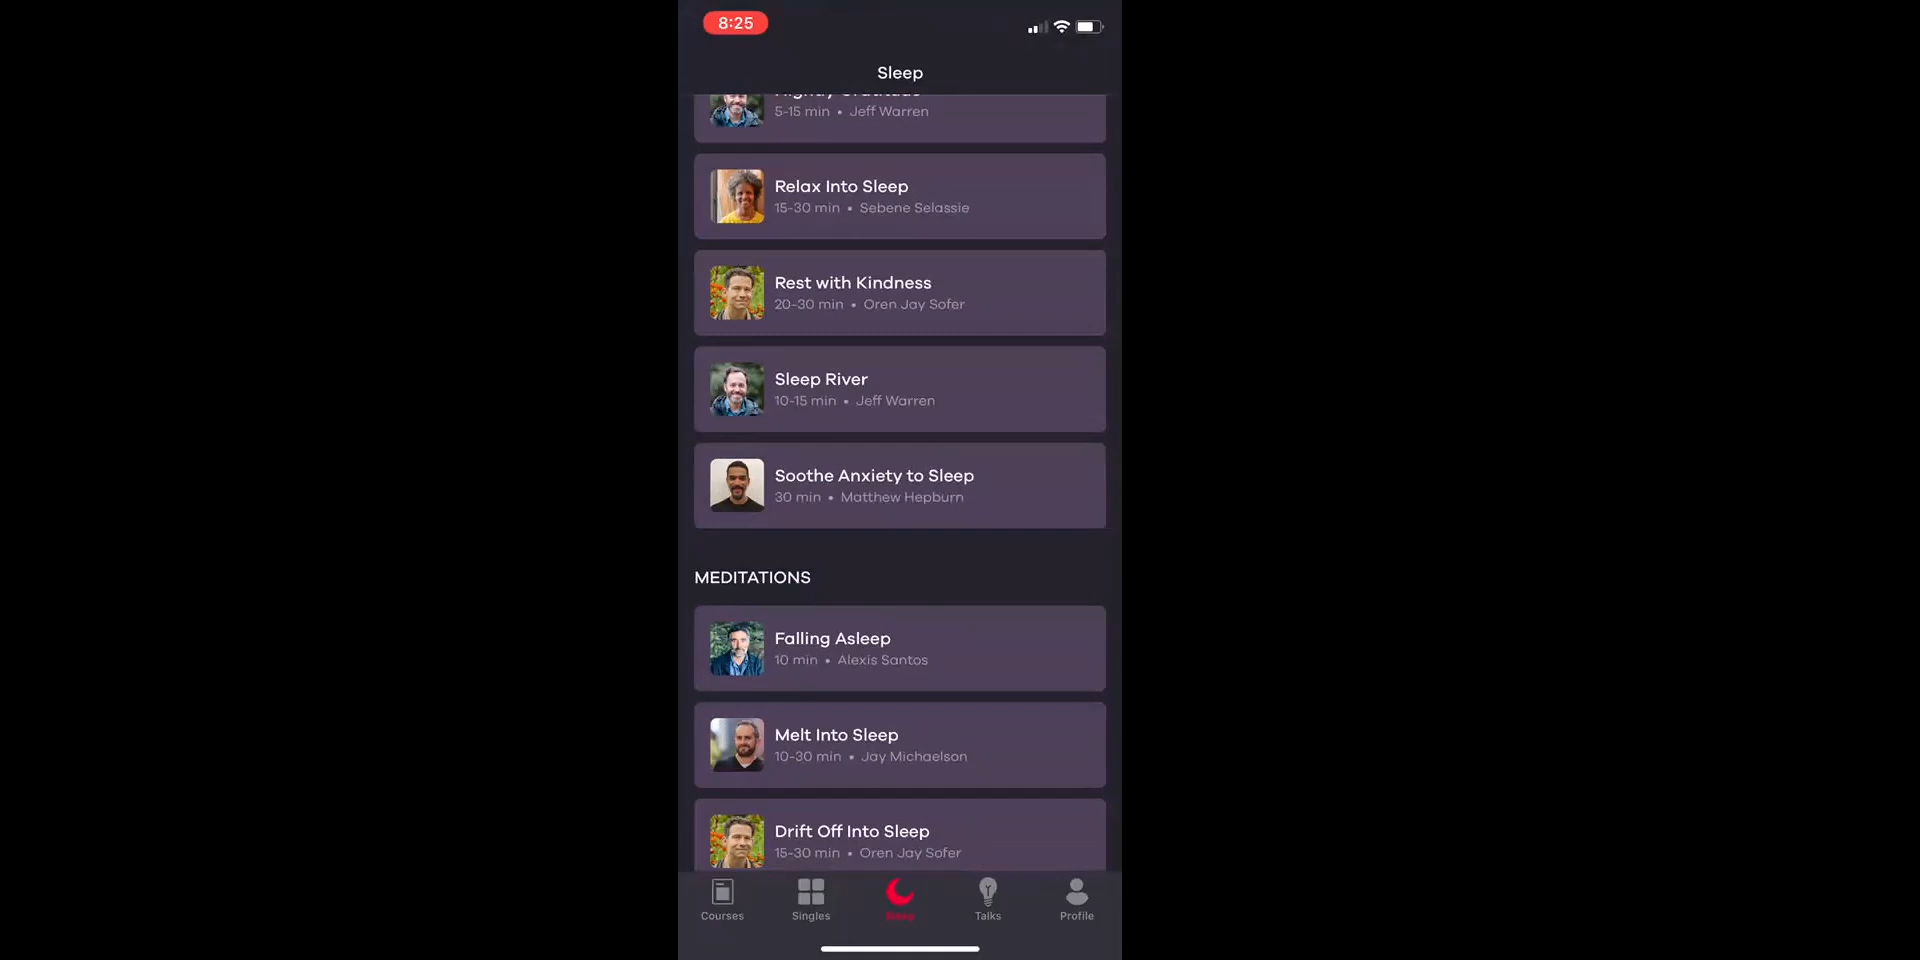 8:25
Sleep
Nightly Gratitude
5-15 min • Jeff Warren
Relax Into Sleep
15-30 min • Sebene Selassie
Rest with Kindness
20-30 min • Oren Jay Sofer
Sleep River
10-15 min • Jeff Warren
Soothe Anxiety to Sleep
30 min • Matthew Hepburn
MEDITATIONS
Falling Asleep
10 min • Alexis Santos
Melt Into Sleep
10-30 min • Jay Michaelson
Drift Off Into Sleep
15-30 min • Oren Jay Sofer
Courses
Singles
Sleep
Talks
Profile